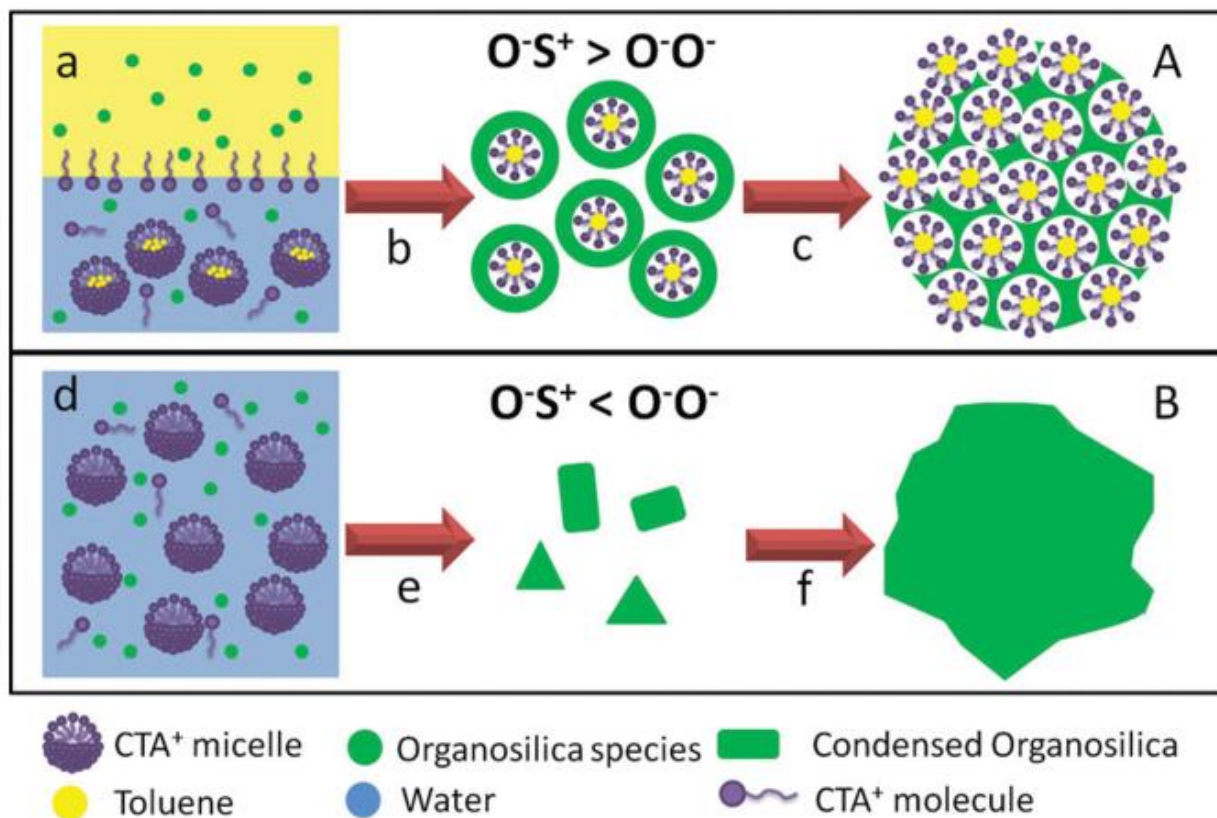 a
O⁻S⁺ > O⁻O⁻
A
b
c
d
O⁻S⁺ < O⁻O⁻
B
e
f
CTA⁺ micelle
Organosilica species
Condensed Organosilica
Toluene
Water
CTA⁺ molecule